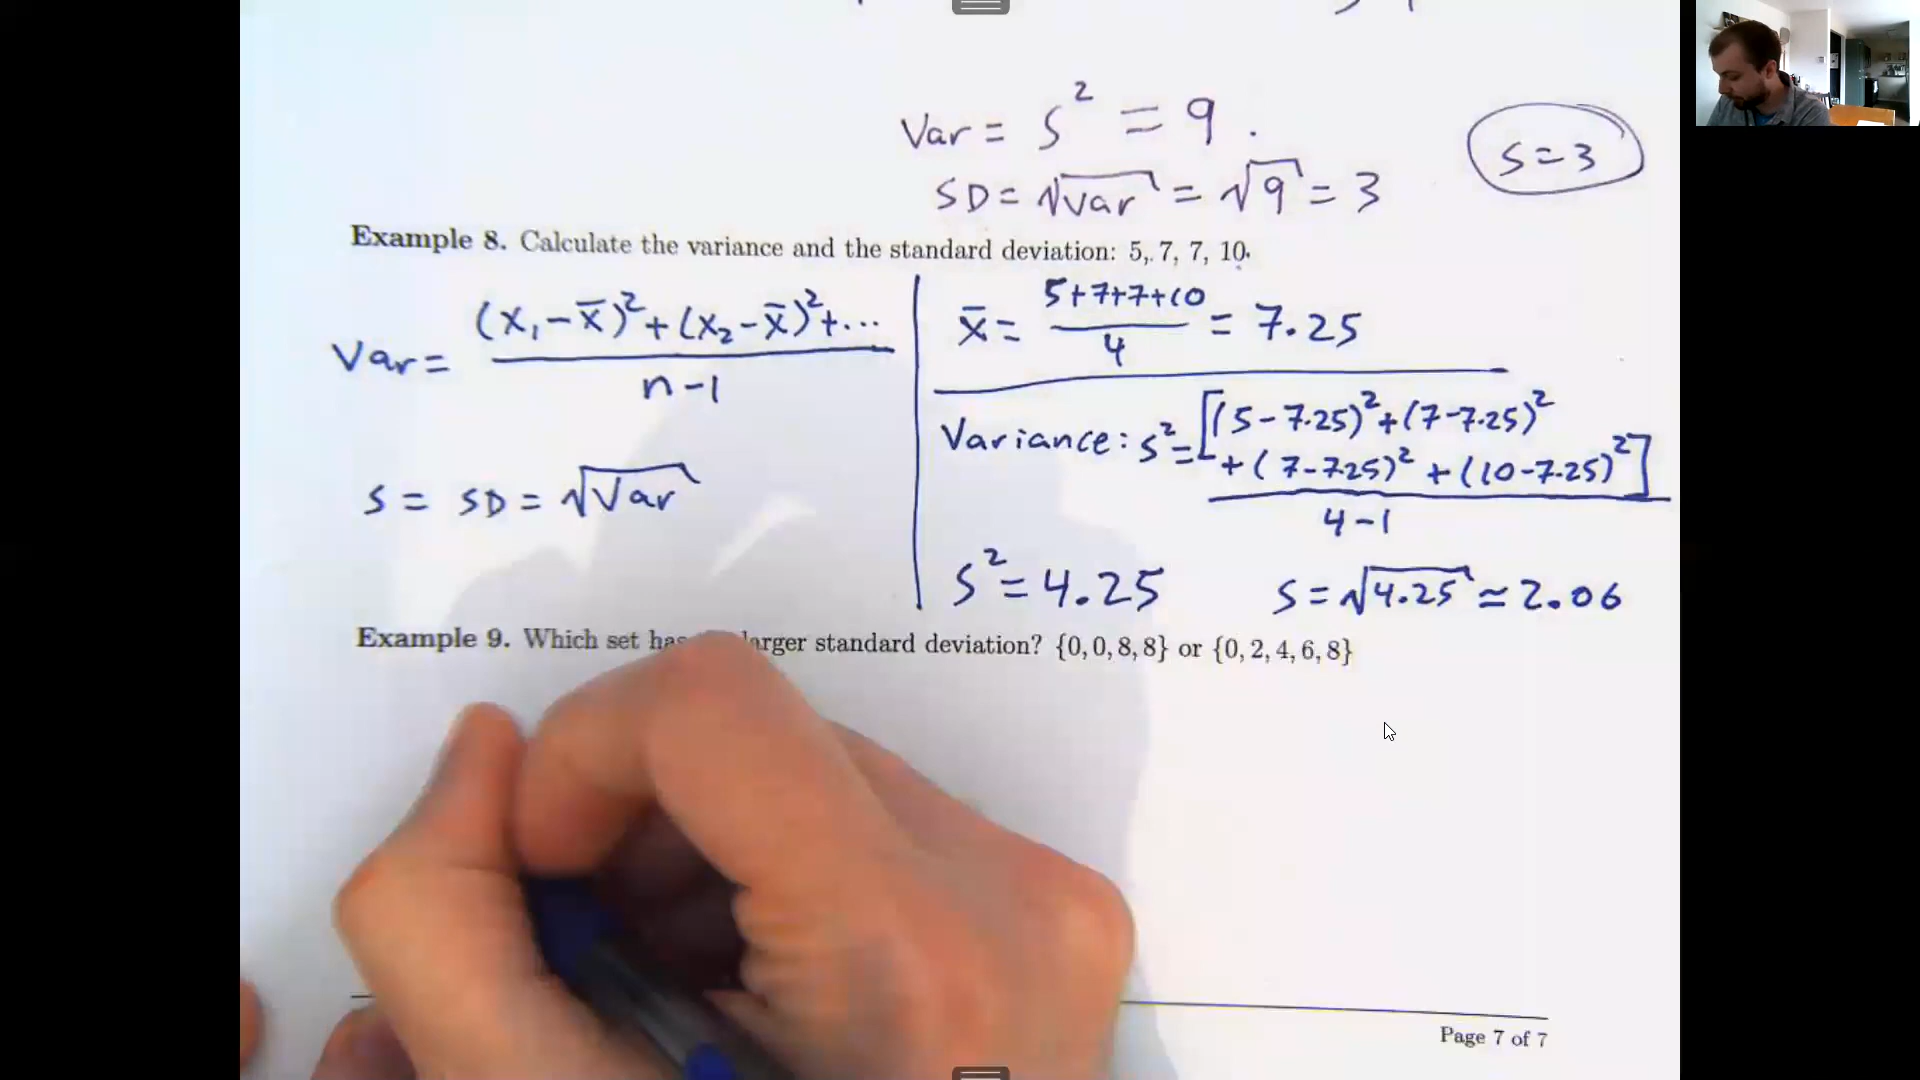 Var = s² = 9 .
SD = √Var = √9 = 3
s = 3
Example 8. Calculate the variance and the standard deviation: 5, 7, 7, 10.
Var = (x₁ - x̄)² + (x₂ - x̄)² + ...
n - 1
s = SD = √Var
x̄ = 5+7+7+10 = 7.25
4
Variance: s² = [(5 - 7.25)² + (7 - 7.25)²
+ (7 - 7.25)² + (10 - 7.25)²]
4 - 1
s² = 4.25
s = √4.25 ≃ 2.06
Example 9. Which set has larger standard deviation? {0, 0, 8, 8} or {0, 2, 4, 6, 8}
Page 7 of 7